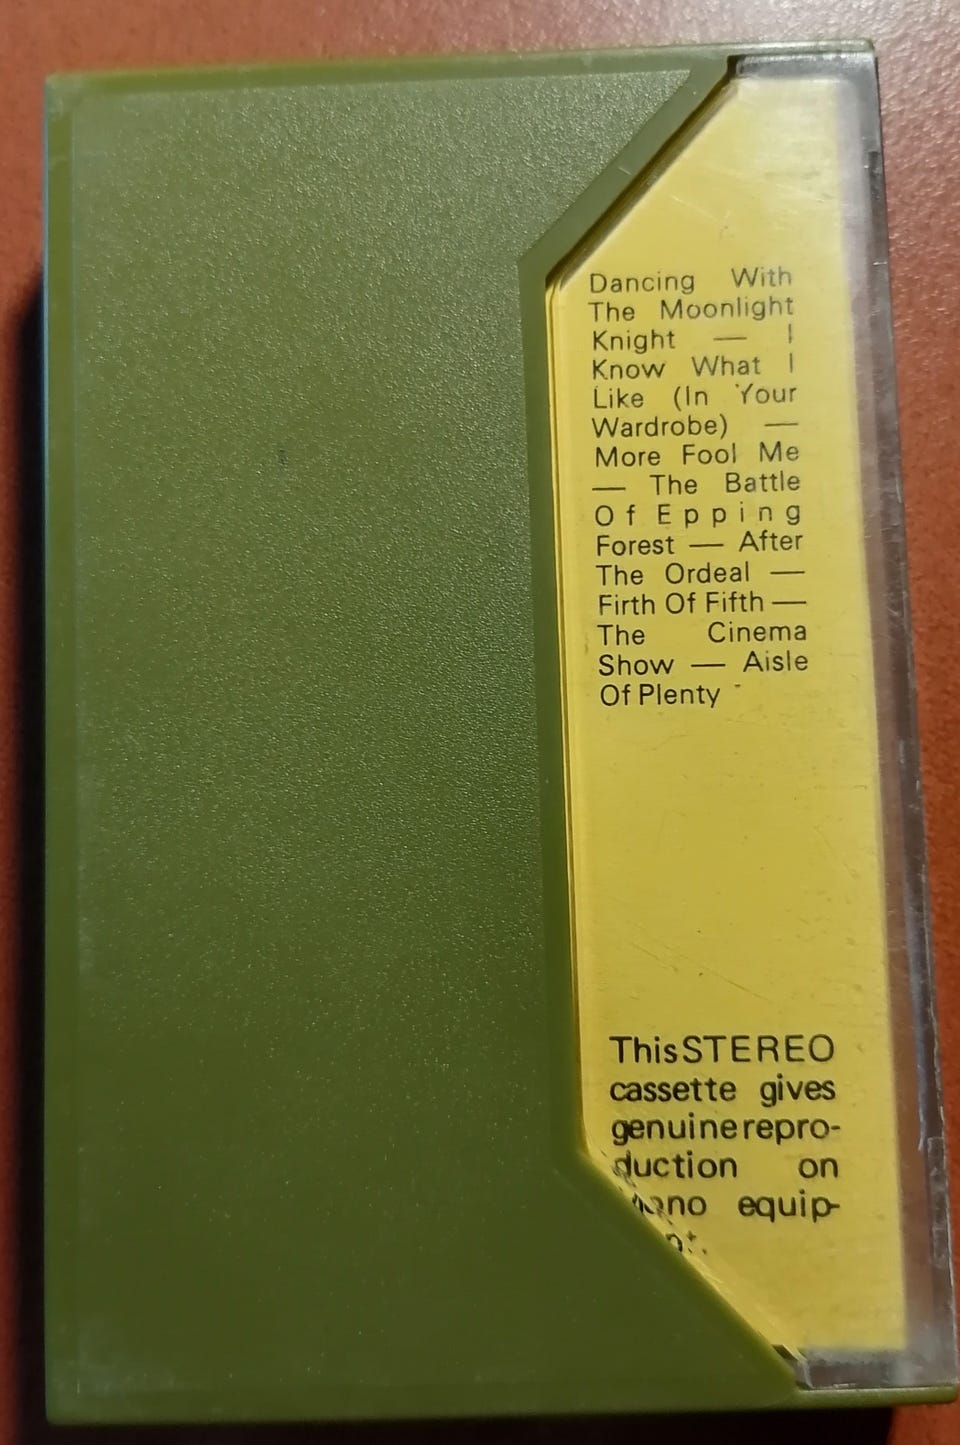 Dancing With
The Moonlight
Knight — I
Know What I
Like (In Your
Wardrobe) —
More Fool Me
— The Battle
Of Epping
Forest — After
The Ordeal —
Firth Of Fifth —
The Cinema
Show — Aisle
Of Plenty
This STEREO
cassette gives
genuine repro-
duction on
mono equip-